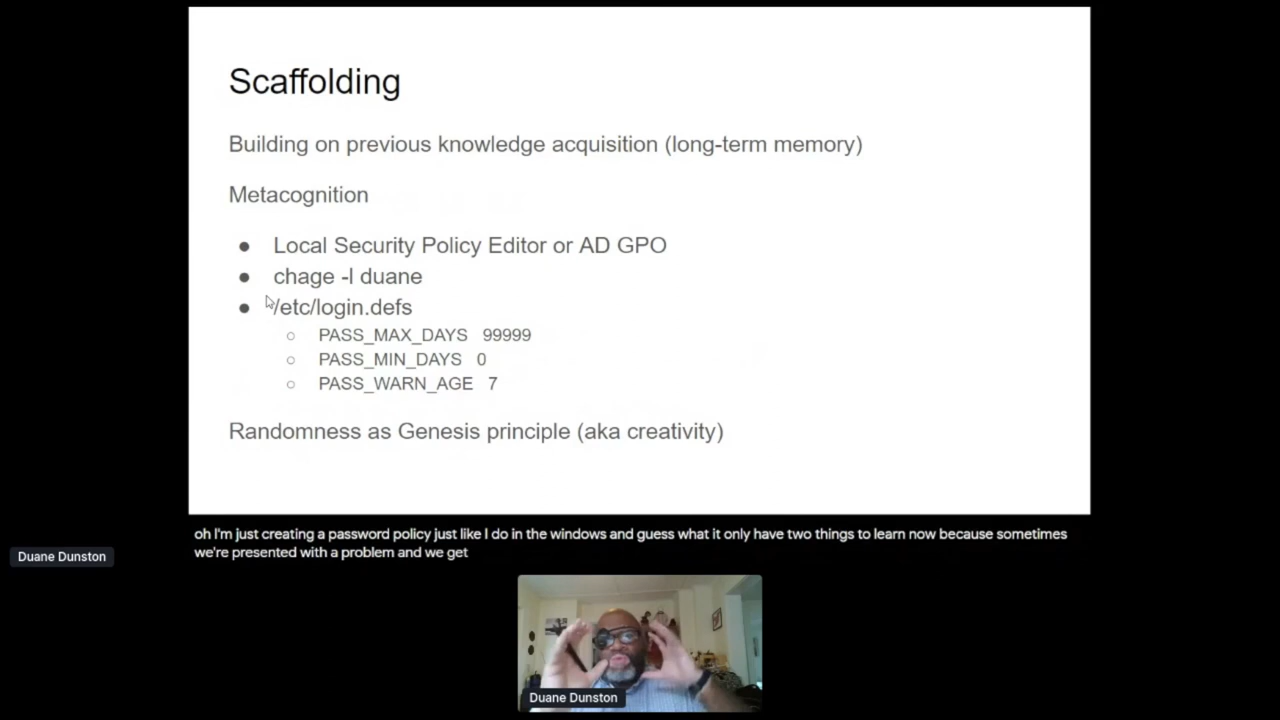 Scaffolding
Building on previous knowledge acquisition (long-term memory)
Metacognition
● Local Security Policy Editor or AD GPO
● chage -l duane
● /etc/login.defs
○ PASS_MAX_DAYS 99999
○ PASS_MIN_DAYS 0
○ PASS_WARN_AGE 7
Randomness as Genesis principle (aka creativity)
oh I'm just creating a password policy just like I do in the windows and guess what it only have two things to learn now because sometimes
we're presented with a problem and we get
Duane Dunston
Duane Dunston